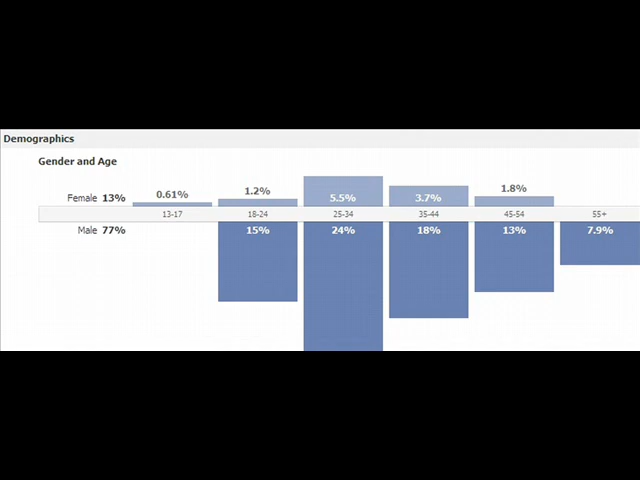 Demographics
Gender and Age
Female 13% 0.61% 1.2% 5.5% 3.7% 1.8%
13-17 18-24 25-34 35-44 45-54 55+
Male 77% 15% 24% 18% 13% 7.9%